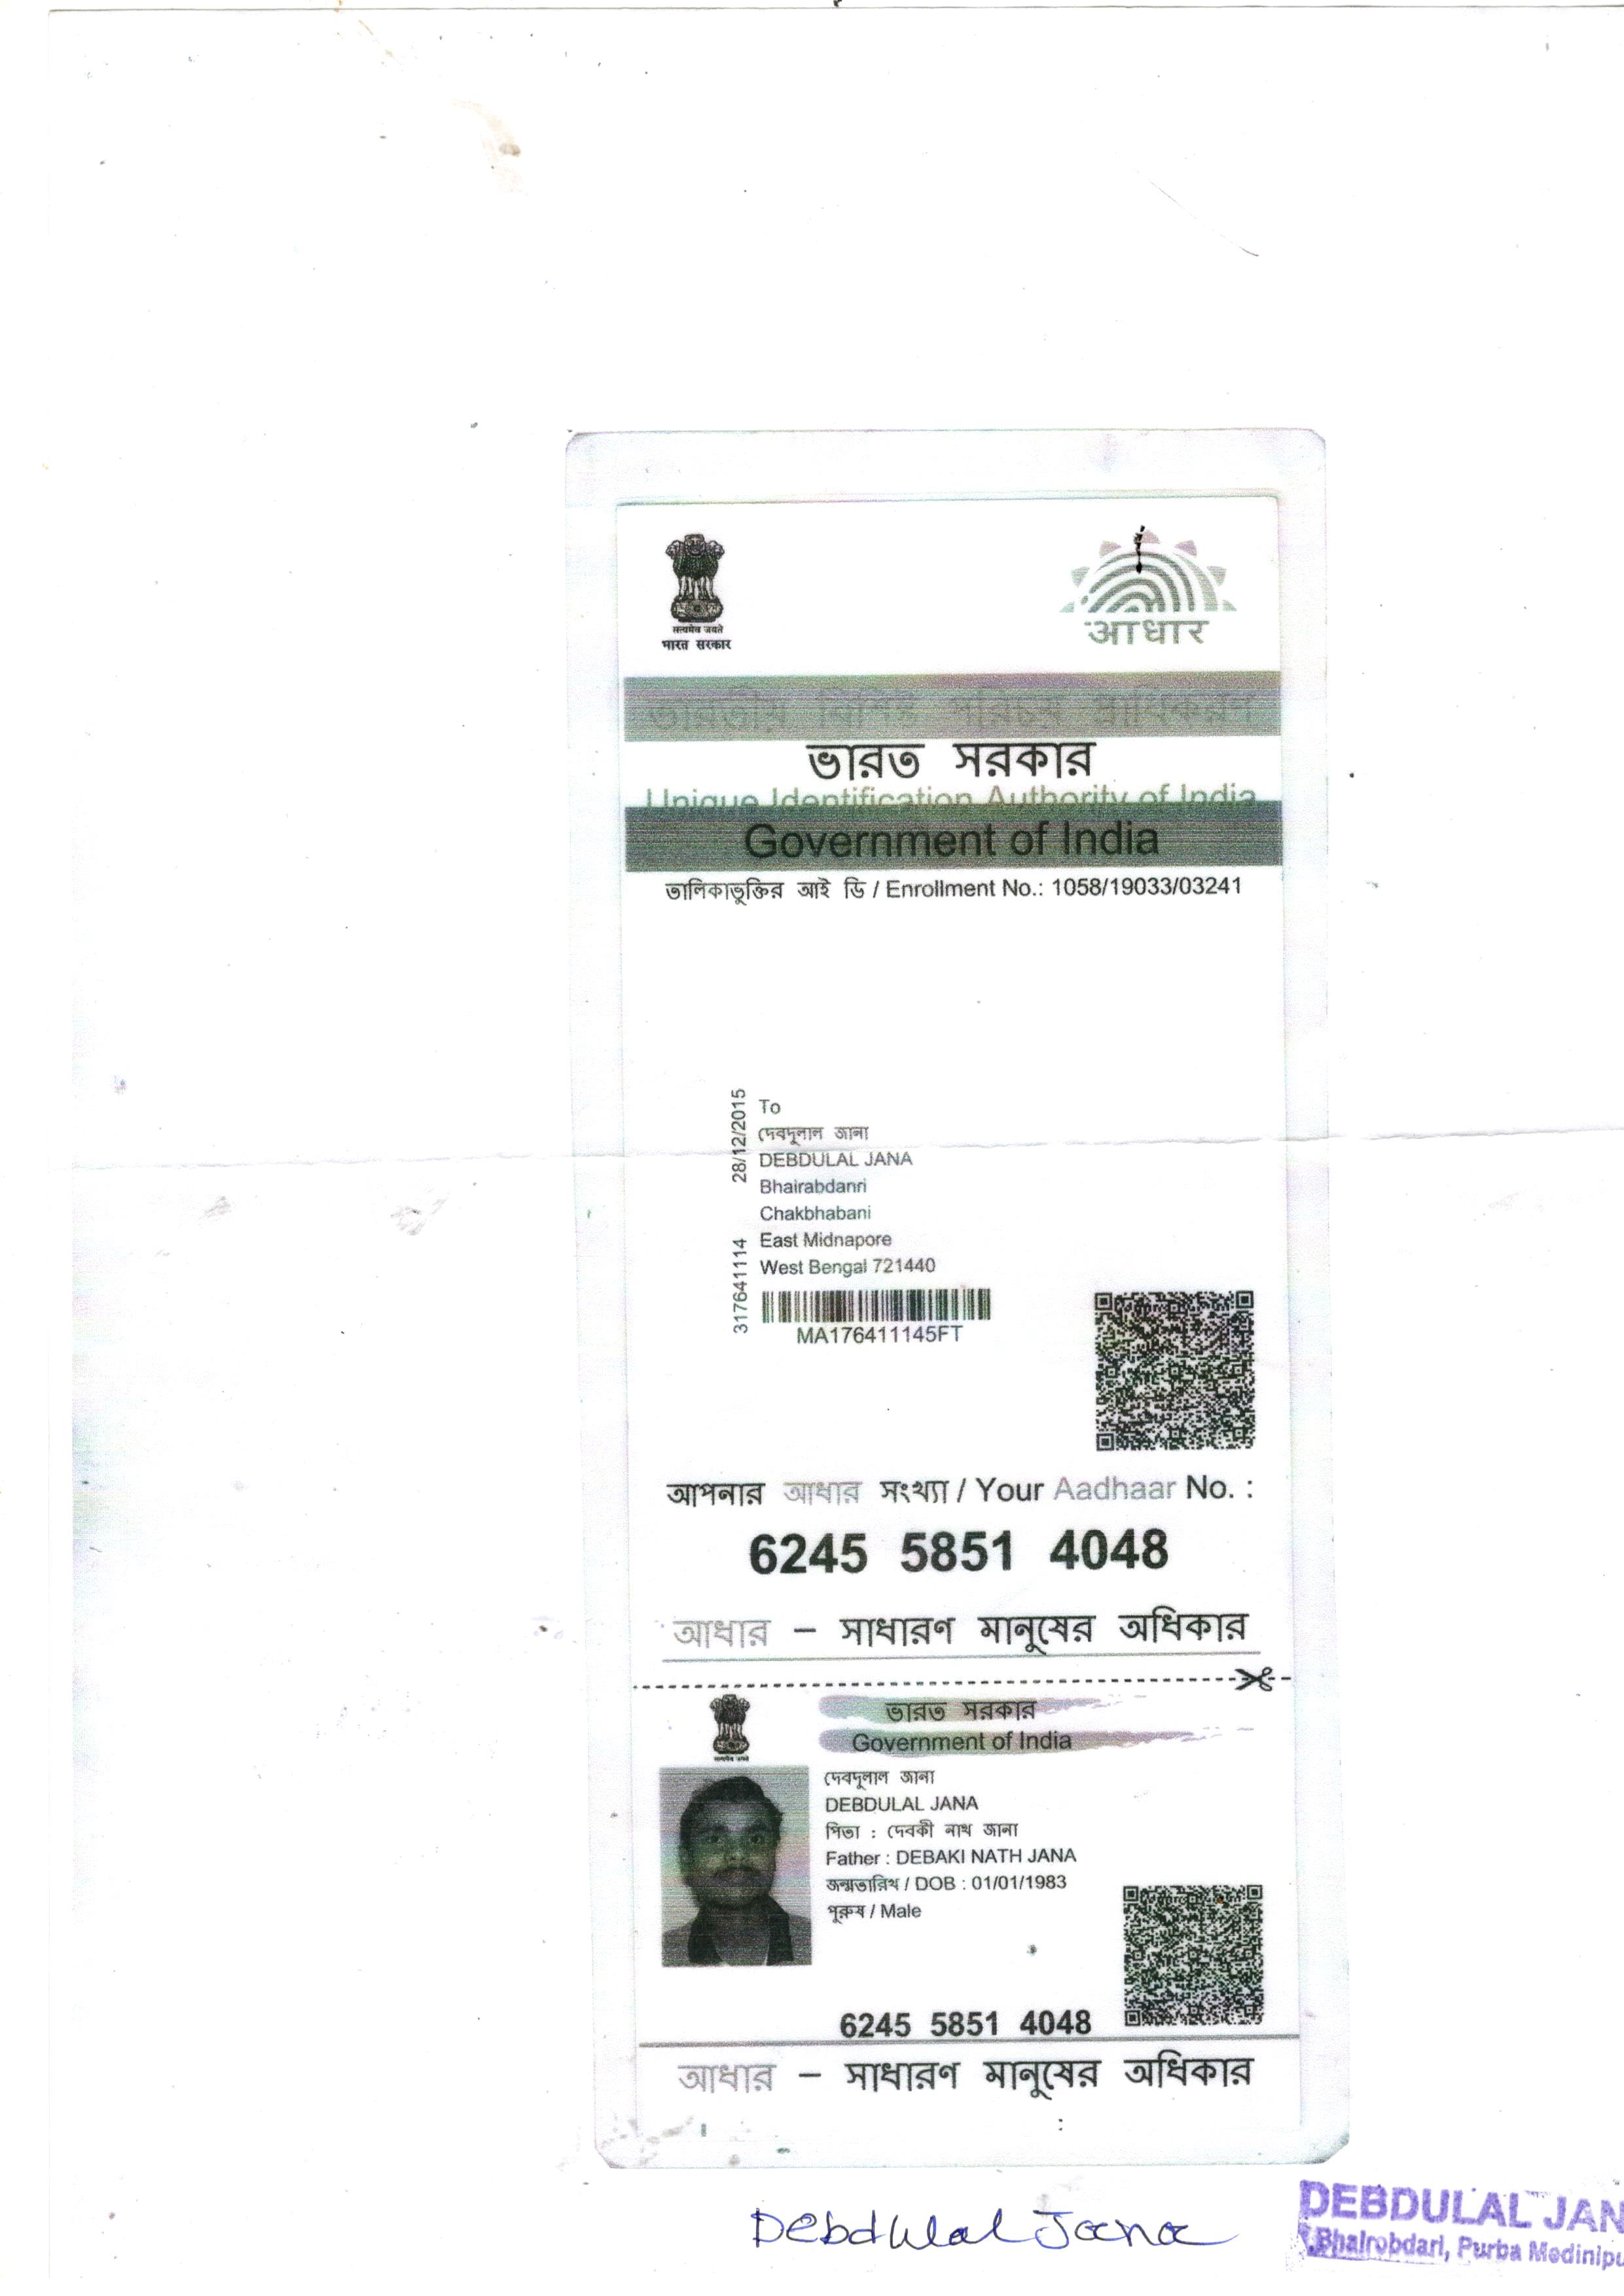 सत्यमेव जयते
भारत सरकार
आधार
ভারতীয় বিশিষ্ট পরিচয় প্রাধিকরণ
ভারত সরকার
Unique Identification Authority of India
Government of India
তালিকাভুক্তির আই ডি / Enrollment No.: 1058/19033/03241
28/12/2015
317641114
To
দেবদুলাল জানা
DEBDULAL JANA
Bhairabdanri
Chakbhabani
East Midnapore
West Bengal 721440
MA176411145FT
আপনার আধার সংখ্যা / Your Aadhaar No. :
6245 5851 4048
আধার – সাধারণ মানুষের অধিকার
ভারত সরকার
Government of India
দেবদুলাল জানা
DEBDULAL JANA
পিতা : দেবকী নাথ জানা
Father : DEBAKI NATH JANA
জন্মতারিখ / DOB : 01/01/1983
পুরুষ / Male
6245 5851 4048
আধার – সাধারণ মানুষের অধিকার
Debdulal Jana
DEBDULAL JAN
Bhairobdari, Purba Medinipu